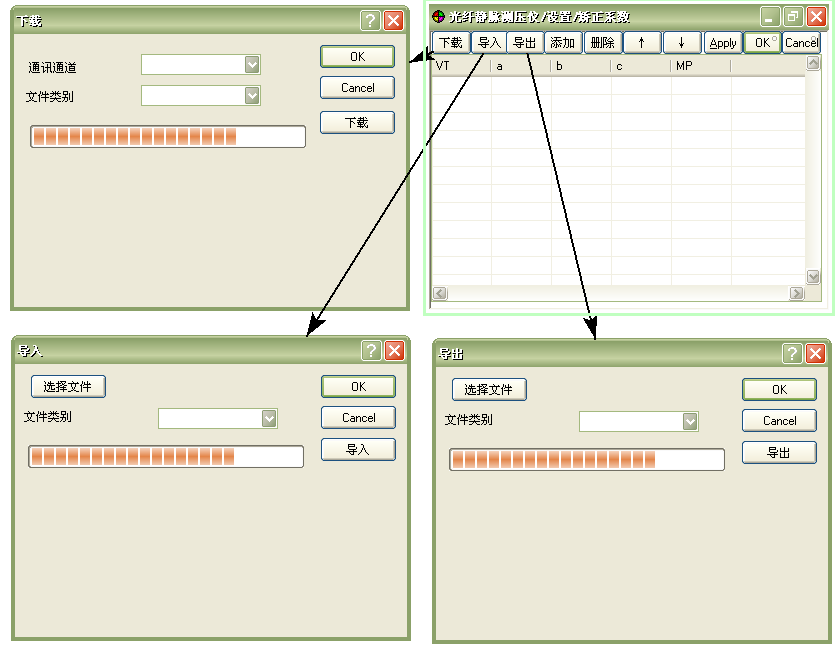 下载
通讯通道
文件类别
OK
Cancel
下载
光纤静脉测压仪/设置/矫正系数
下载 导入 导出 添加 删除 ↑ ↓ Apply OK Cancel
VT a b c MP
导入
选择文件
文件类别
OK
Cancel
导入
导出
选择文件
文件类别
OK
Cancel
导出